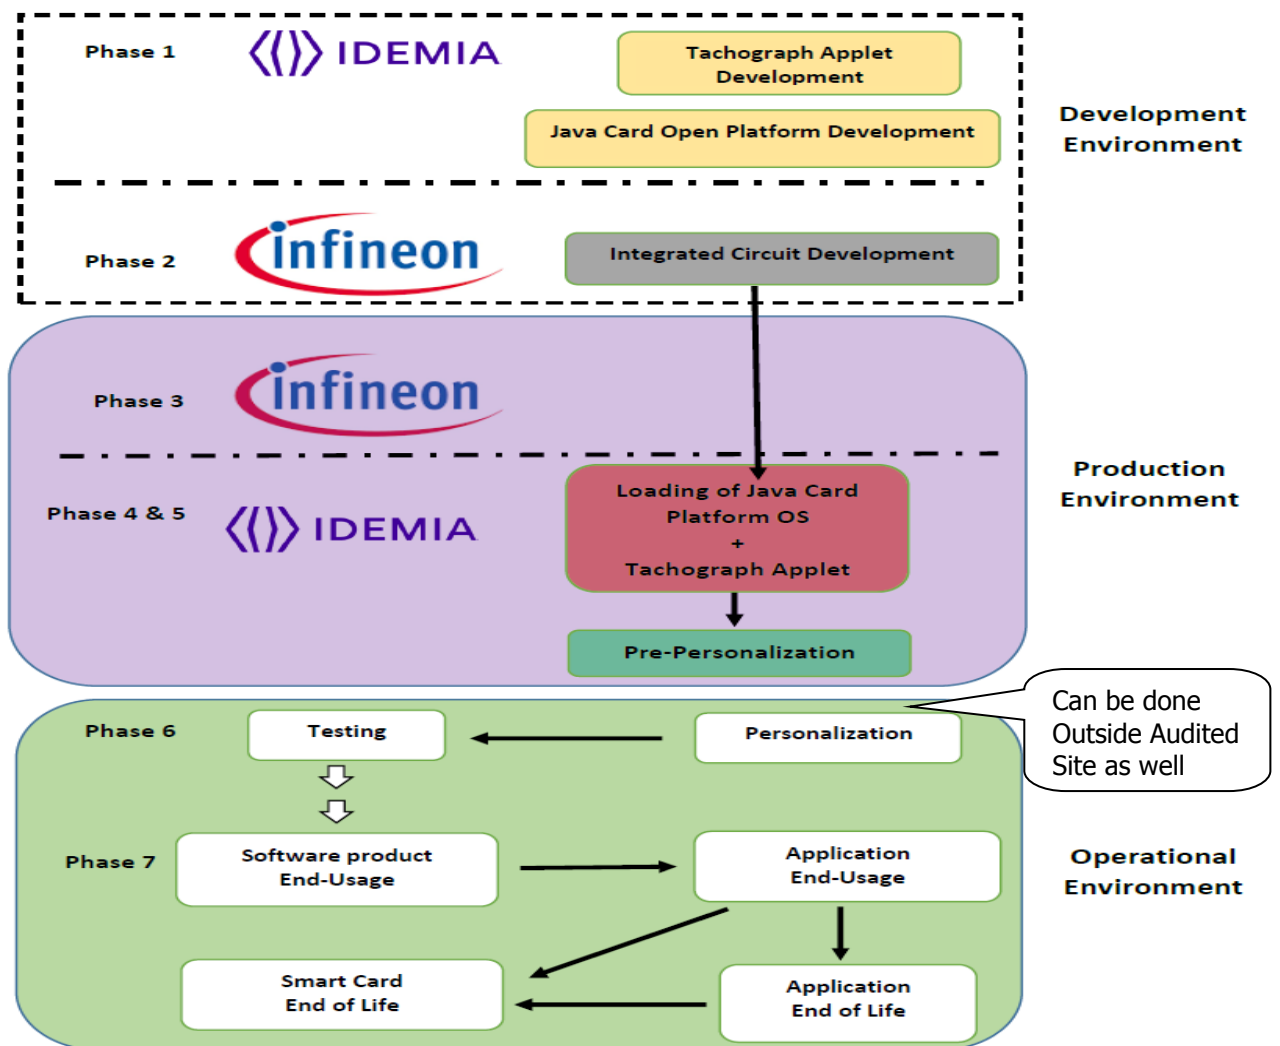 Phase 1
IDEMIA
Tachograph Applet
Development
Java Card Open Platform Development
Development
Environment
Phase 2
infineon
Integrated Circuit Development
Phase 3
infineon
Production
Environment
Phase 4 & 5
IDEMIA
Loading of Java Card
Platform OS
+
Tachograph Applet
Pre-Personalization
Can be done
Outside Audited
Site as well
Phase 6
Testing
Personalization
Phase 7
Software product
End-Usage
Application
End-Usage
Operational
Environment
Smart Card
End of Life
Application
End of Life